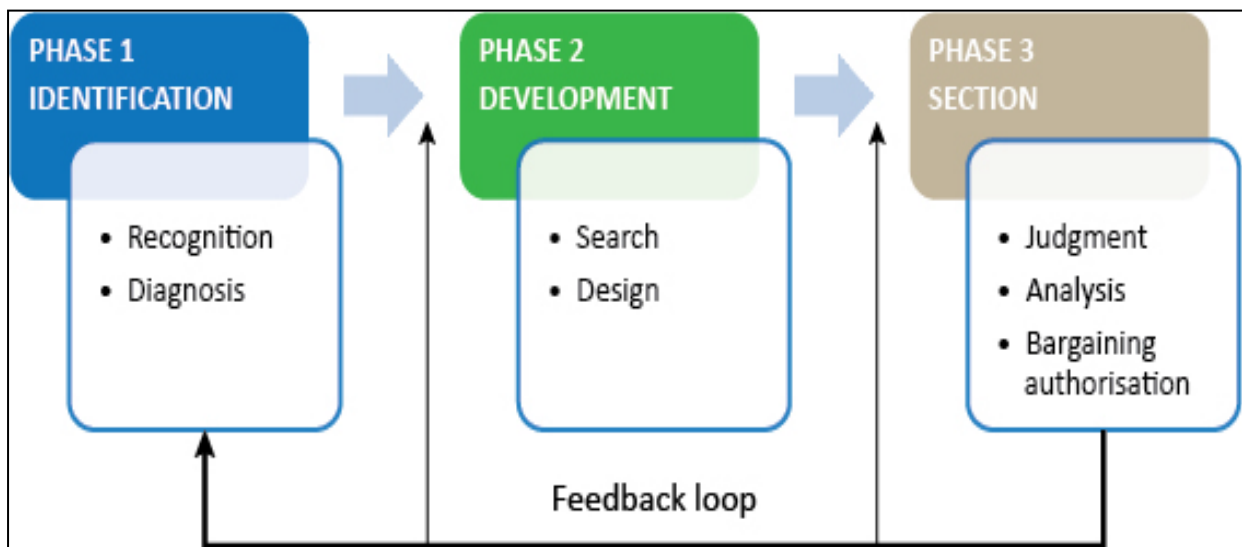 PHASE 1
IDENTIFICATION
• Recognition
• Diagnosis
PHASE 2
DEVELOPMENT
• Search
• Design
PHASE 3
SECTION
• Judgment
• Analysis
• Bargaining
authorisation
Feedback loop